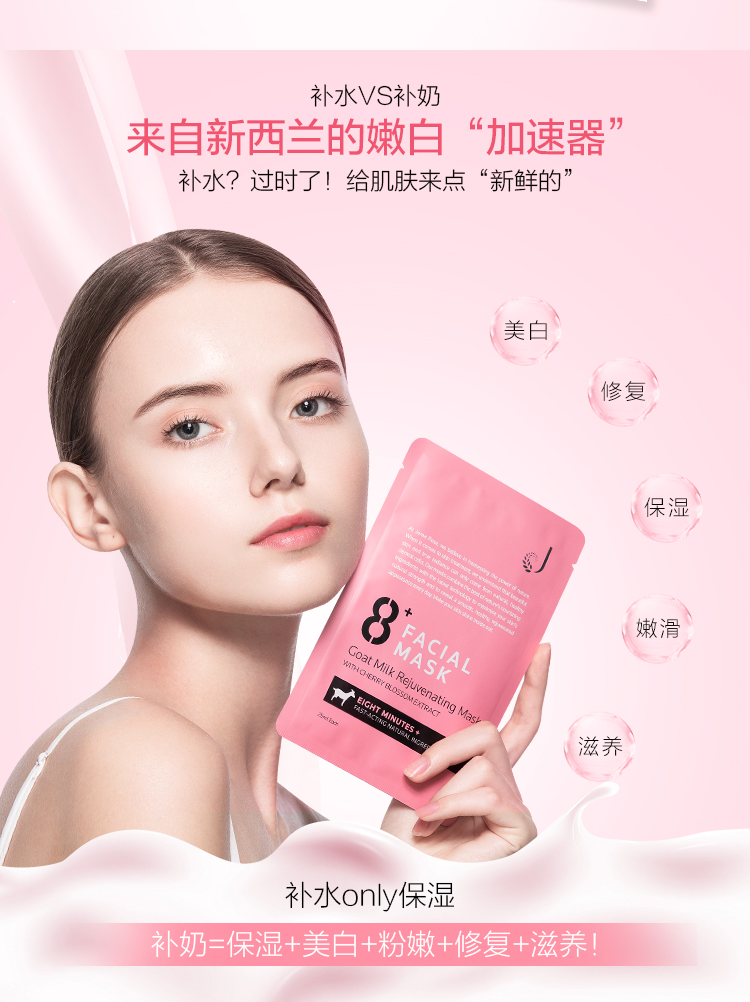 补水VS补奶
来自新西兰的嫩白“加速器”
补水？过时了！给肌肤来点“新鲜的”
美白
修复
保湿
嫩滑
滋养
J
8+
FACIAL
MASK
Goat Milk Rejuvenating Mask
WITH CHERRY BLOSSOM EXTRACT
EIGHT MINUTES +
FAST-ACTING NATURAL
补水only保湿
补奶=保湿+美白+粉嫩+修复+滋养！